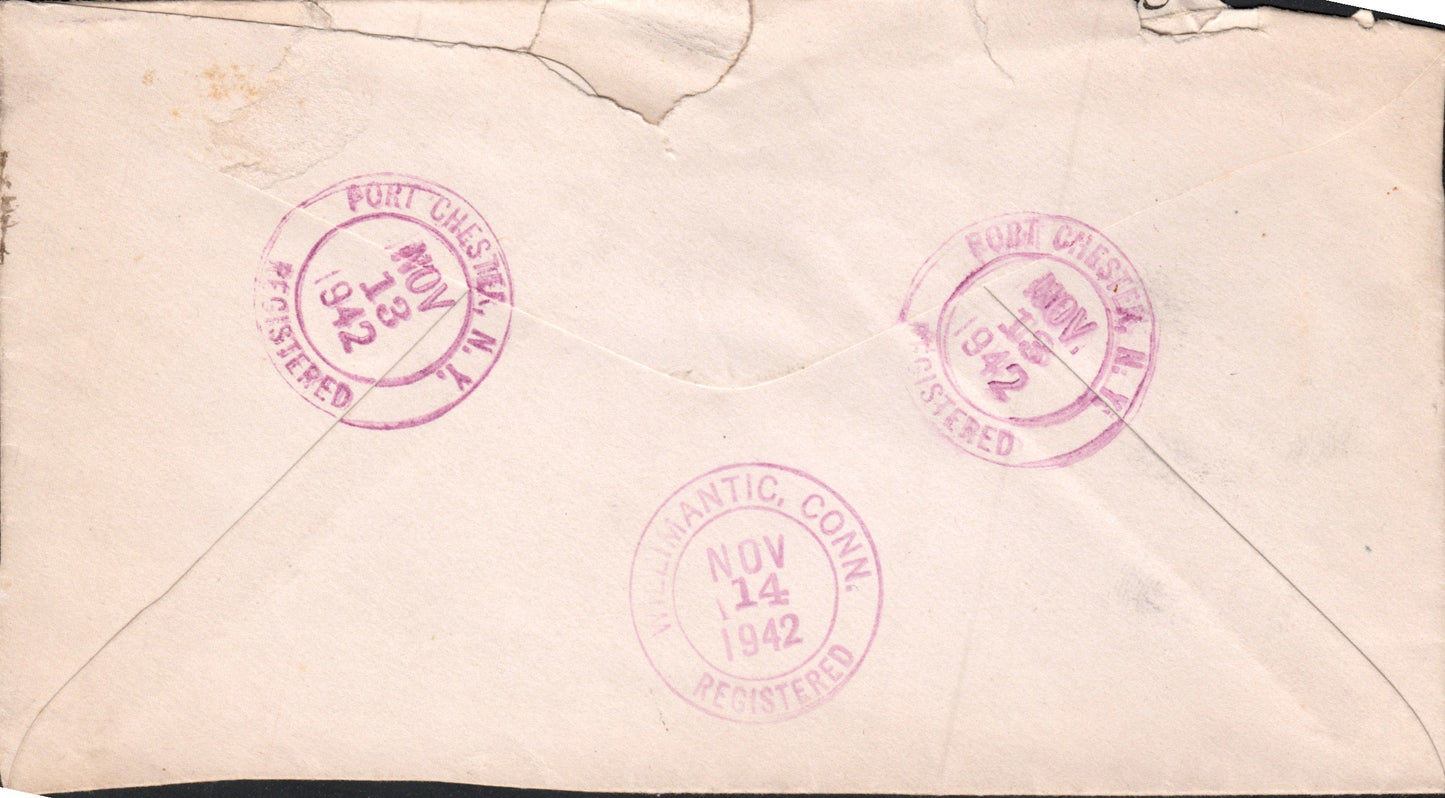 PORT CHESTER, N. Y.
NOV
13
1942
REGISTERED
PORT CHESTER, N. Y.
NOV.
13
1942
REGISTERED
WILLIMANTIC, CONN.
NOV
14
1942
REGISTERED